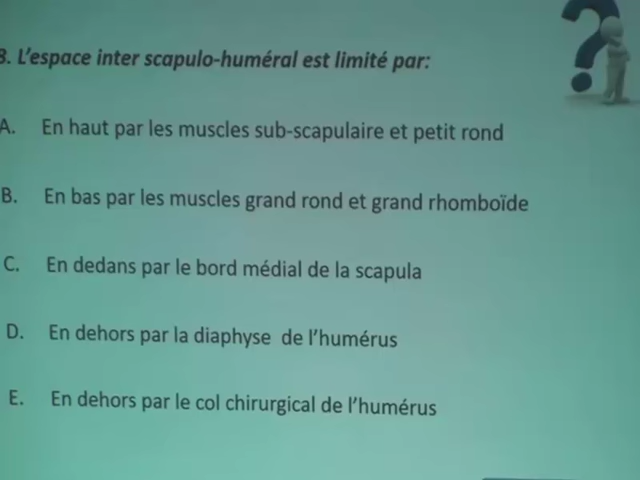 3. L'espace inter scapulo-huméral est limité par:
A. En haut par les muscles sub-scapulaire et petit rond
B. En bas par les muscles grand rond et grand rhomboïde
C. En dedans par le bord médial de la scapula
D. En dehors par la diaphyse de l'humérus
E. En dehors par le col chirurgical de l'humérus